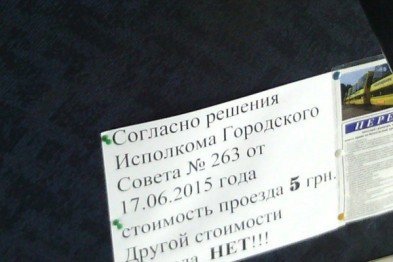 Согласно решения
Исполкома Городского
Совета № 263 от
17.06.2015 года
стоимость проезда 5 грн.
Другой стоимости
НЕТ!!!
ПЕРЕ